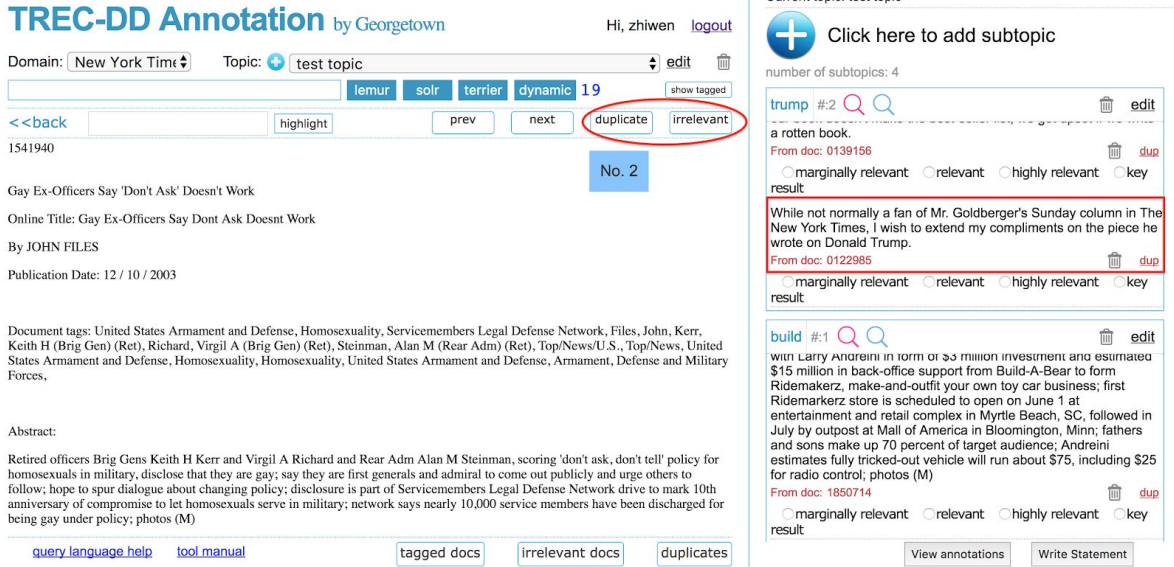 TREC-DD Annotation by Georgetown
Hi, zhiwen logout
Domain: New York Time Topic: test topic edit
lemur solr terrier dynamic 19 show tagged
<<back highlight prev next duplicate irrelevant
1541940
No. 2
Gay Ex-Officers Say 'Don't Ask' Doesn't Work
Online Title: Gay Ex-Officers Say Dont Ask Doesnt Work
By JOHN FILES
Publication Date: 12 / 10 / 2003
Document tags: United States Armament and Defense, Homosexuality, Servicemembers Legal Defense Network, Files, John, Kerr,
Keith H (Brig Gen) (Ret), Richard, Virgil A (Brig Gen) (Ret), Steinman, Alan M (Rear Adm) (Ret), Top/News/U.S., Top/News, United
States Armament and Defense, Homosexuality, Homosexuality, United States Armament and Defense, Armament, Defense and Military
Forces,
Abstract:
Retired officers Brig Gens Keith H Kerr and Virgil A Richard and Rear Adm Alan M Steinman, scoring 'don't ask, don't tell' policy for
homosexuals in military, disclose that they are gay; say they are first generals and admiral to come out publicly and urge others to
follow; hope to spur dialogue about changing policy; disclosure is part of Servicemembers Legal Defense Network drive to mark 10th
anniversary of compromise to let homosexuals serve in military; network says nearly 10,000 service members have been discharged for
being gay under policy; photos (M)
query language help tool manual tagged docs irrelevant docs duplicates
Click here to add subtopic
number of subtopics: 4
trump #:2 edit
a rotten book.
From doc: 0139156 dup
marginally relevant relevant highly relevant key
result
While not normally a fan of Mr. Goldberger's Sunday column in The
New York Times, I wish to extend my compliments on the piece he
wrote on Donald Trump.
From doc: 0122985 dup
marginally relevant relevant highly relevant key
result
build #:1 edit
with Larry Andreini in form of $3 million investment and estimated
$15 million in back-office support from Build-A-Bear to form
Ridemakerz, make-and-outfit your own toy car business; first
Ridemarkerz store is scheduled to open on June 1 at
entertainment and retail complex in Myrtle Beach, SC, followed in
July by outpost at Mall of America in Bloomington, Minn; fathers
and sons make up 70 percent of target audience; Andreini
estimates fully tricked-out vehicle will run about $75, including $25
for radio control; photos (M)
From doc: 1850714 dup
marginally relevant relevant highly relevant key
result
View annotations Write Statement